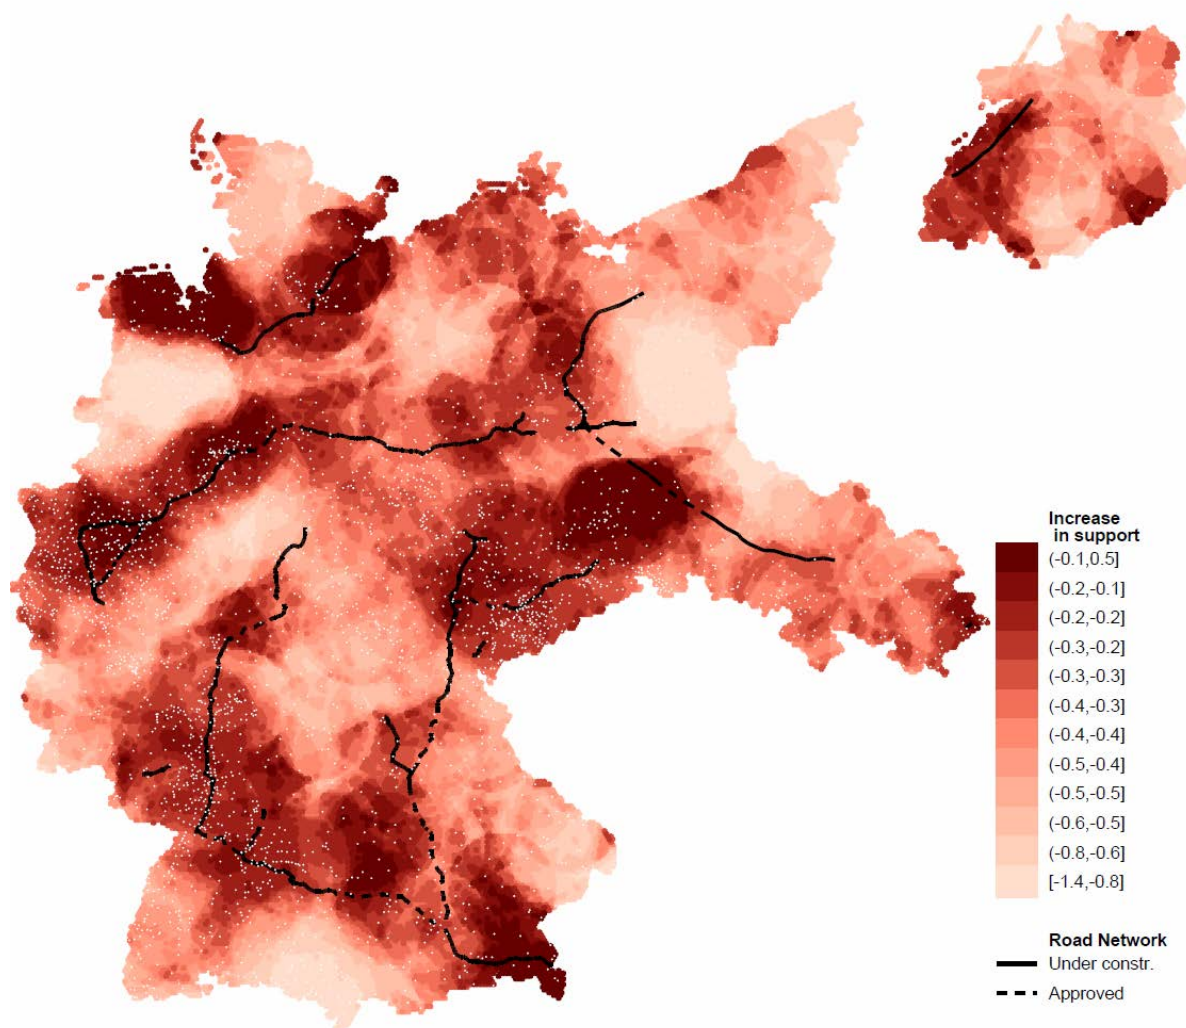 Increase
in support
(-0.1,0.5]
(-0.2,-0.1]
(-0.2,-0.2]
(-0.3,-0.2]
(-0.3,-0.3]
(-0.4,-0.3]
(-0.4,-0.4]
(-0.5,-0.4]
(-0.5,-0.5]
(-0.6,-0.5]
(-0.8,-0.6]
[-1.4,-0.8]
Road Network
Under constr.
Approved